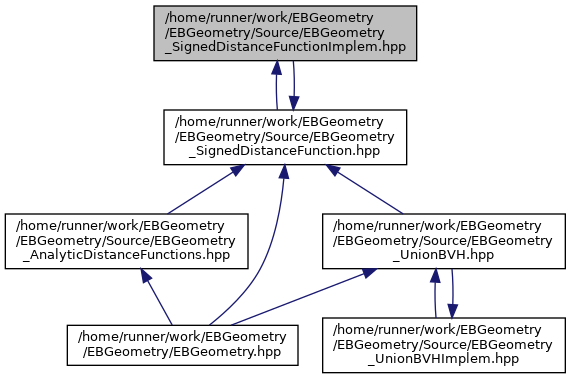 /home/runner/work/EBGeometry
/EBGeometry/Source/EBGeometry
_SignedDistanceFunctionImplem.hpp
/home/runner/work/EBGeometry
/EBGeometry/Source/EBGeometry
_SignedDistanceFunction.hpp
/home/runner/work/EBGeometry
/EBGeometry/Source/EBGeometry
_AnalyticDistanceFunctions.hpp
/home/runner/work/EBGeometry
/EBGeometry/Source/EBGeometry
_UnionBVH.hpp
/home/runner/work/EBGeometry
/EBGeometry/EBGeometry.hpp
/home/runner/work/EBGeometry
/EBGeometry/Source/EBGeometry
_UnionBVHImplem.hpp